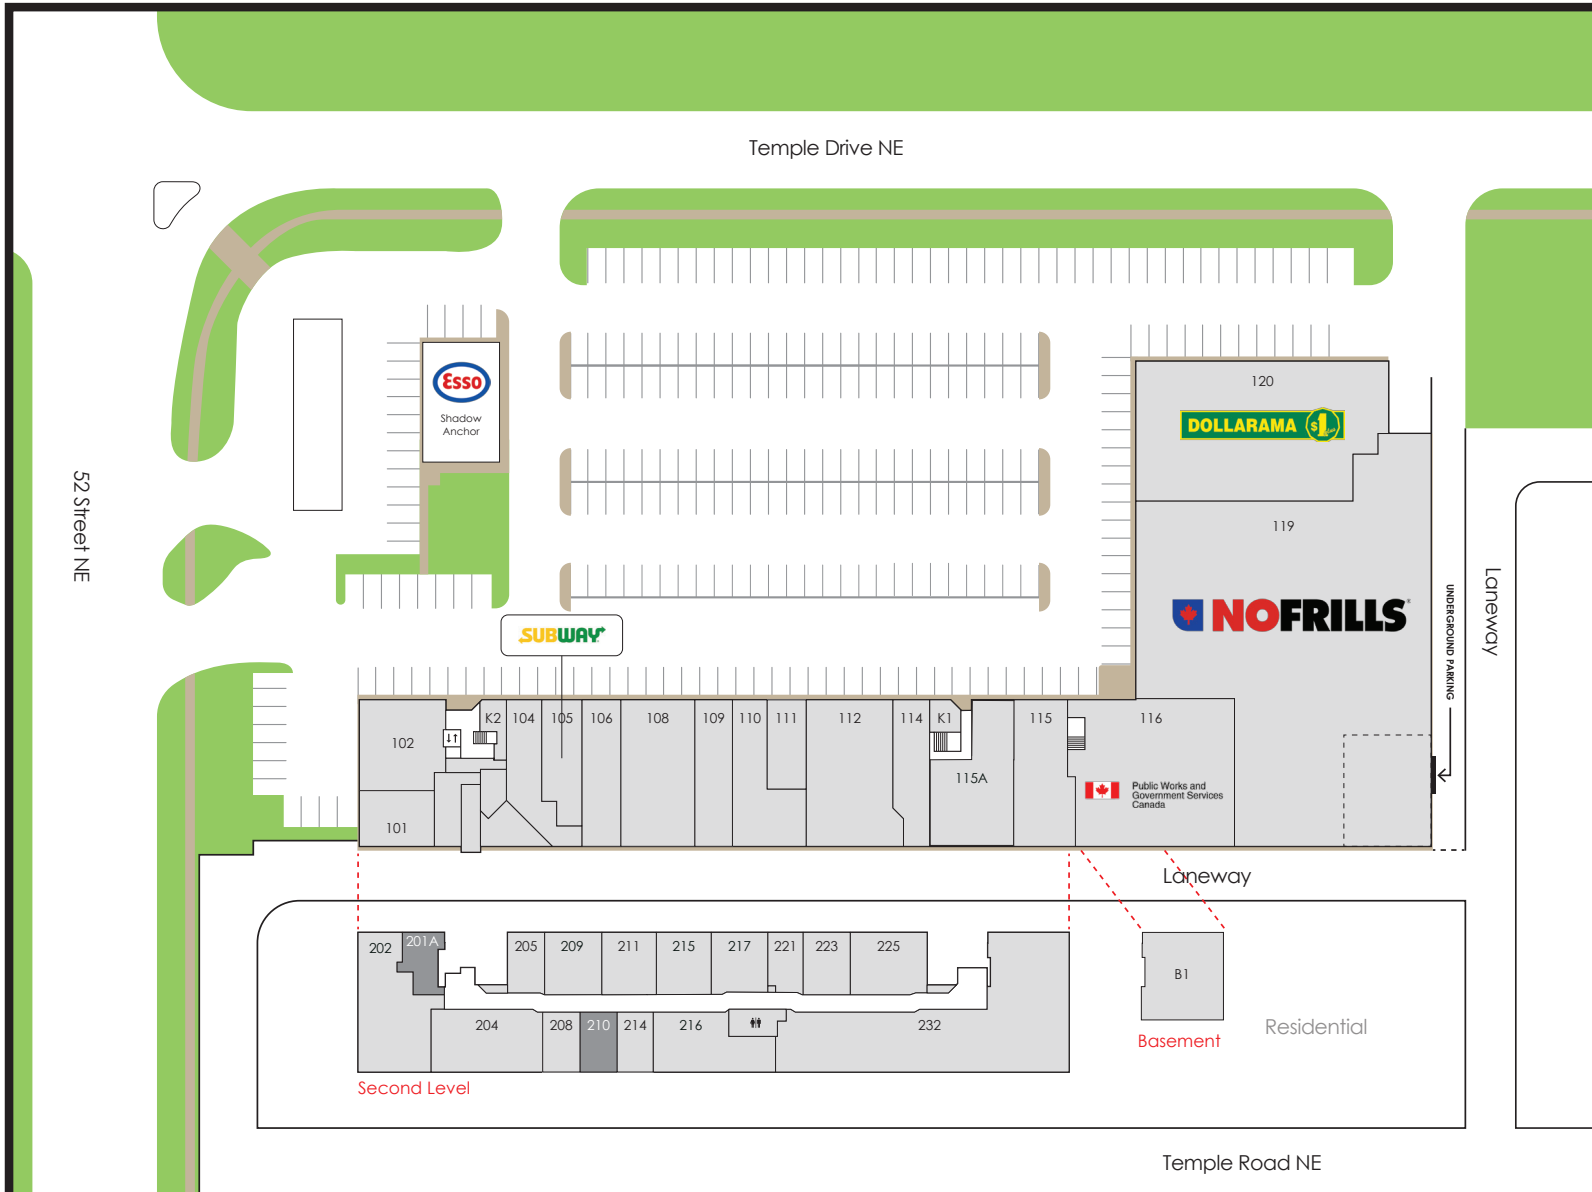 Temple Drive NE
Esso
Shadow
Anchor
120
DOLLARAMA $1
119
52 Street NE
Laneway
UNDERGROUND PARKING
NOFRILLS
SUBWAY
102
K2
104
105
106
108
109
110
111
112
114
K1
115
116
115A
Public Works and
Government Services
Canada
101
Laneway
202
201A
205
209
211
215
217
221
223
225
B1
204
208
210
214
216
232
Residential
Basement
Second Level
Temple Road NE